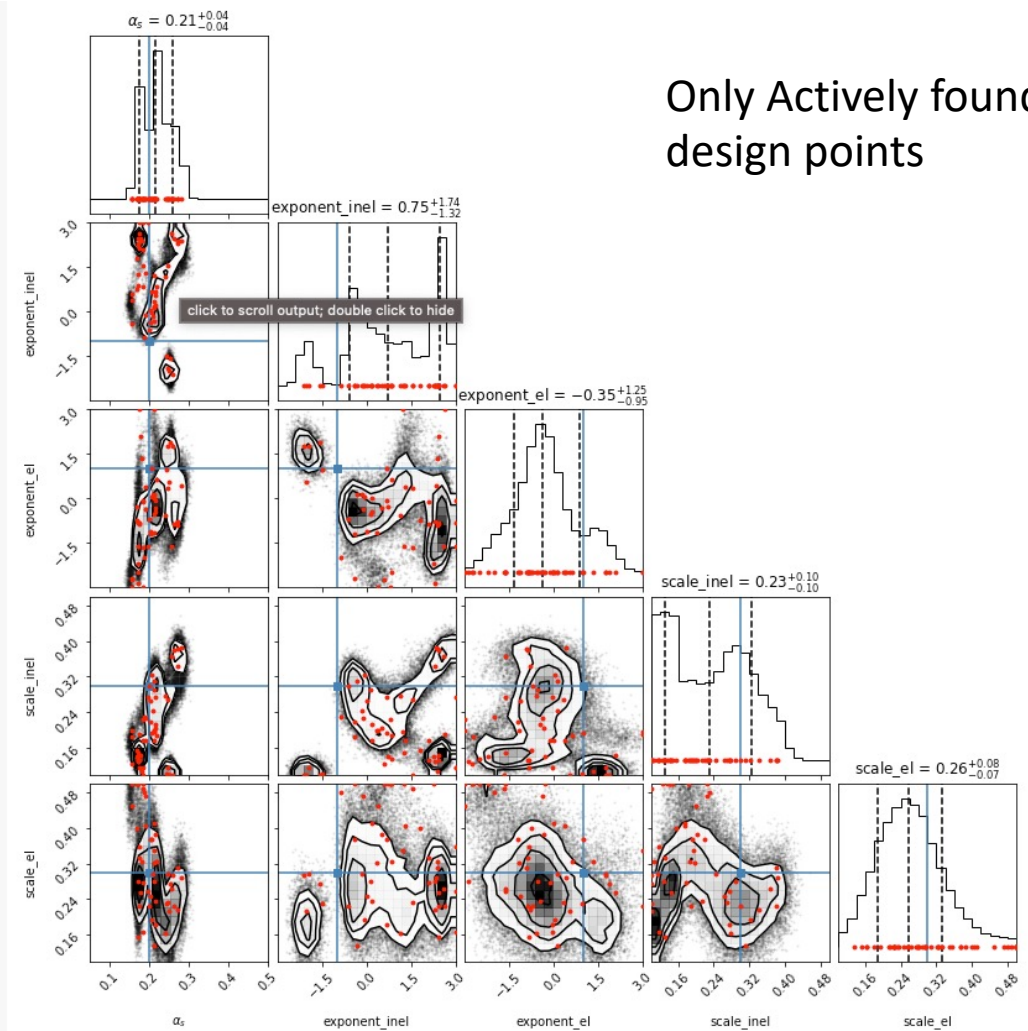 α_s = 0.21^{+0.04}_{-0.04}
Only Actively found
design points
exponent_inel = 0.75^{+1.74}_{-1.32}
3.0
1.5
0.0
−1.5
exponent_inel
click to scroll output; double click to hide
exponent_el = −0.35^{+1.25}_{-0.95}
3.0
1.5
0.0
−1.5
exponent_el
scale_inel = 0.23^{+0.10}_{-0.10}
0.48
0.40
0.32
0.24
0.16
scale_inel
scale_el = 0.26^{+0.08}_{-0.07}
0.48
0.40
0.32
0.24
0.16
scale_el
0.1 0.2 0.3 0.4 0.5 −1.5 0.0 1.5 3.0 −1.5 0.0 1.5 3.0 0.16 0.24 0.32 0.40 0.48 0.16 0.24 0.32 0.40 0.48
α_s exponent_inel exponent_el scale_inel scale_el